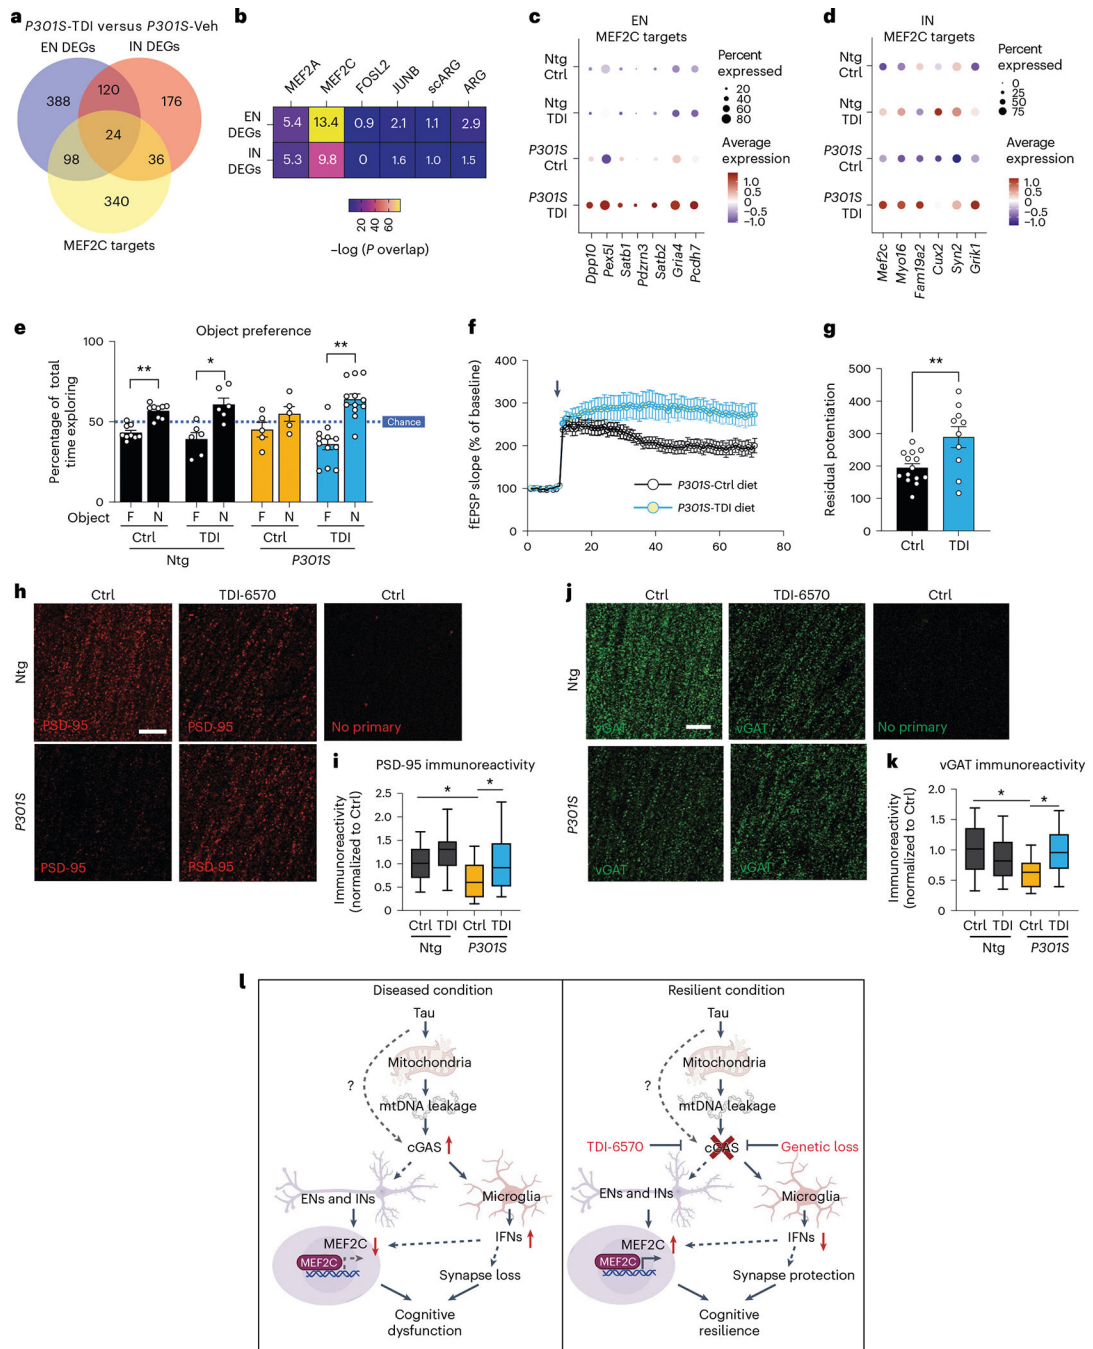 a
P301S-TDI versus P301S-Veh
EN DEGs
IN DEGs
388
120
176
24
98
36
340
MEF2C targets
b
MEF2A
MEF2C
FOSL2
JUNB
scARG
ARG
EN
DEGs
5.4
13.4
0.9
2.1
1.1
2.9
IN
DEGs
5.3
9.8
0
1.6
1.0
1.5
20 40 60
–log (P overlap)
c
EN
MEF2C targets
Ntg
Ctrl
Ntg
TDI
P301S
Ctrl
P301S
TDI
Dpp10
Pex5l
Satb1
Pdzrn3
Satb2
Gria4
Pcdh7
Percent
expressed
20
40
60
80
Average
expression
1.0
0.5
0
–0.5
–1.0
d
IN
MEF2C targets
Ntg
Ctrl
Ntg
TDI
P301S
Ctrl
P301S
TDI
Mef2c
Myo16
Fam19a2
Cux2
Syn2
Grik1
Percent
expressed
0
25
50
75
Average
expression
1.0
0.5
0
–0.5
–1.0
e
Object preference
Percentage of total
time exploring
100
50
0
** * **
Chance
Object F N F N F N F N
Ctrl TDI Ctrl TDI
Ntg P301S
f
fEPSP slope (% of baseline)
400
300
200
100
0
0 20 40 60 80
P301S-Ctrl diet
P301S-TDI diet
g
Residual potentiation
500
400
300
200
100
0
**
Ctrl TDI
h
Ctrl TDI-6570 Ctrl
Ntg
PSD-95 PSD-95 No primary
P301S
PSD-95 PSD-95
i
PSD-95 immunoreactivity
Immunoreactivity
(normalized to Ctrl)
2.5
2.0
1.5
1.0
0.5
0
* *
Ctrl TDI Ctrl TDI
Ntg P301S
j
Ctrl TDI-6570 Ctrl
Ntg
vGAT vGAT No primary
P301S
vGAT vGAT
k
vGAT immunoreactivity
Immunoreactivity
(normalized to Ctrl)
2.0
1.5
1.0
0.5
0
* *
Ctrl TDI Ctrl TDI
Ntg P301S
l
Diseased condition
Tau
Mitochondria
?
mtDNA leakage
cGAS
ENs and INs
Microglia
MEF2C
IFNs
MEF2C
Synapse loss
Cognitive
dysfunction
Resilient condition
Tau
Mitochondria
?
mtDNA leakage
TDI-6570
cGAS
Genetic loss
ENs and INs
Microglia
MEF2C
IFNs
MEF2C
Synapse protection
Cognitive
resilience